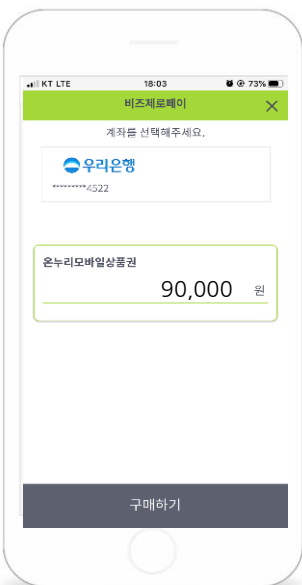 KT LTE 18:03 73%
비즈제로페이
계좌를 선택해주세요.
우리은행
*********4522
온누리모바일상품권
90,000 원
구매하기